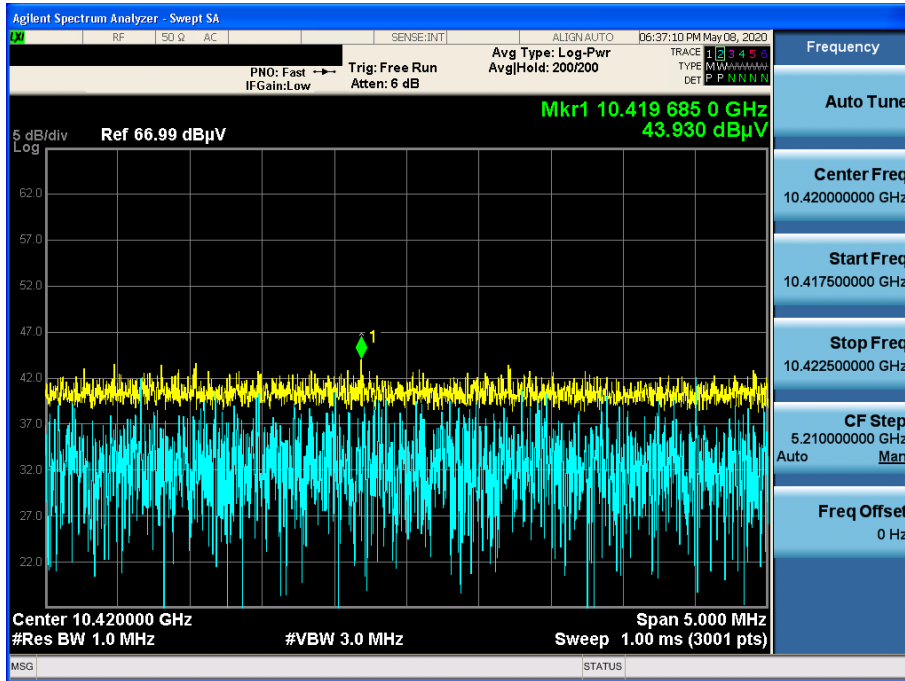 Agilent Spectrum Analyzer - Swept SA
LXI RF 50 Ω AC SENSE:INT ALIGN AUTO 06:37:10 PM May 08, 2020
PNO: Fast
IFGain:Low
Trig: Free Run
Atten: 6 dB
Avg Type: Log-Pwr
Avg|Hold: 200/200
TRACE 1 2 3 4 5 6
TYPE M W W W W W
DET P P N N N N
Mkr1 10.419 685 0 GHz
43.930 dBµV
5 dB/div Ref 66.99 dBµV
Log
62.0
57.0
52.0
47.0
42.0
37.0
32.0
27.0
22.0
1
Center 10.420000 GHz Span 5.000 MHz
#Res BW 1.0 MHz #VBW 3.0 MHz Sweep 1.00 ms (3001 pts)
MSG STATUS
Frequency
Auto Tune
Center Freq
10.420000000 GHz
Start Freq
10.417500000 GHz
Stop Freq
10.422500000 GHz
CF Step
5.210000000 GHz
Auto Man
Freq Offset
0 Hz